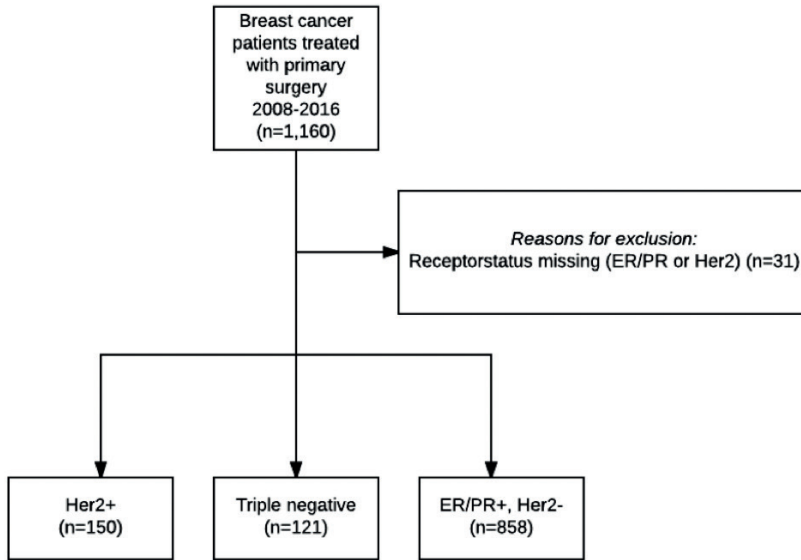 Breast cancer
patients treated
with primary
surgery
2008-2016
(n=1,160)
Reasons for exclusion:
Receptorstatus missing (ER/PR or Her2) (n=31)
Her2+
(n=150)
Triple negative
(n=121)
ER/PR+, Her2-
(n=858)